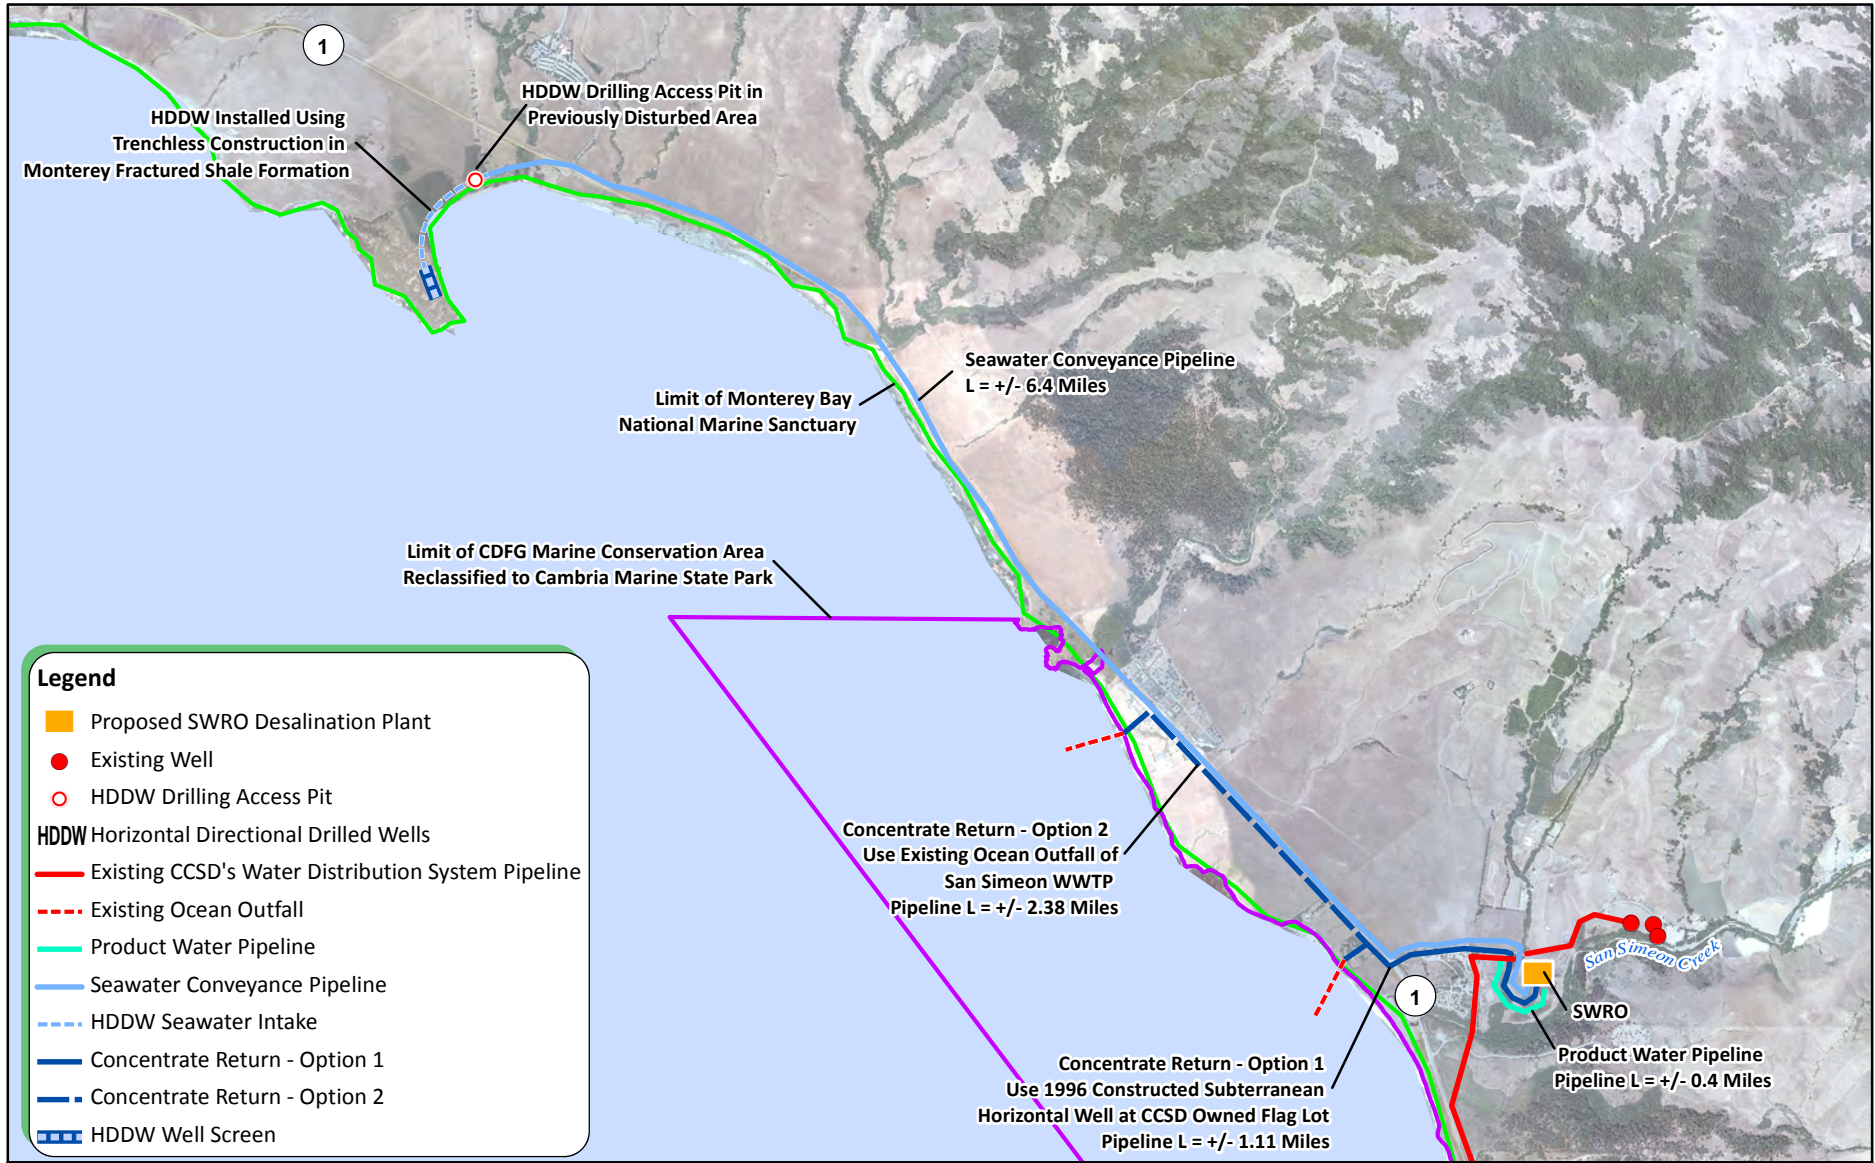 1
HDDW Drilling Access Pit in
Previously Disturbed Area
HDDW Installed Using
Trenchless Construction in
Monterey Fractured Shale Formation
Seawater Conveyance Pipeline
L = +/- 6.4 Miles
Limit of Monterey Bay
National Marine Sanctuary
Limit of CDFG Marine Conservation Area
Reclassified to Cambria Marine State Park
Concentrate Return - Option 2
Use Existing Ocean Outfall of
San Simeon WWTP
Pipeline L = +/- 2.38 Miles
San Simeon Creek
1
SWRO
Product Water Pipeline
Pipeline L = +/- 0.4 Miles
Concentrate Return - Option 1
Use 1996 Constructed Subterranean
Horizontal Well at CCSD Owned Flag Lot
Pipeline L = +/- 1.11 Miles
Legend
Proposed SWRO Desalination Plant
Existing Well
HDDW Drilling Access Pit
HDDW Horizontal Directional Drilled Wells
Existing CCSD's Water Distribution System Pipeline
Existing Ocean Outfall
Product Water Pipeline
Seawater Conveyance Pipeline
HDDW Seawater Intake
Concentrate Return - Option 1
Concentrate Return - Option 2
HDDW Well Screen